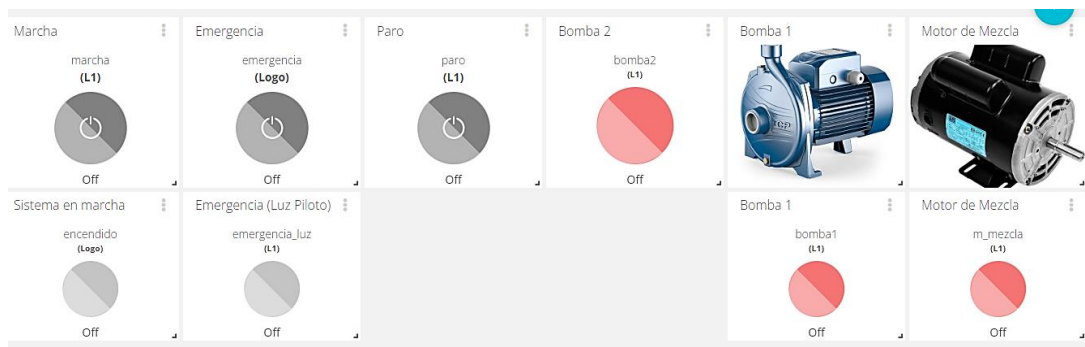 Marcha
marcha
(L1)
Off
Emergencia
emergencia
(Logo)
Off
Paro
paro
(L1)
Off
Bomba 2
bomba2
(L1)
Off
Bomba 1
Motor de Mezcla
Sistema en marcha
encendido
(Logo)
Off
Emergencia (Luz Piloto)
emergencia_luz
(L1)
Off
Bomba 1
bomba1
(L1)
Off
Motor de Mezcla
m_mezcla
(L1)
Off